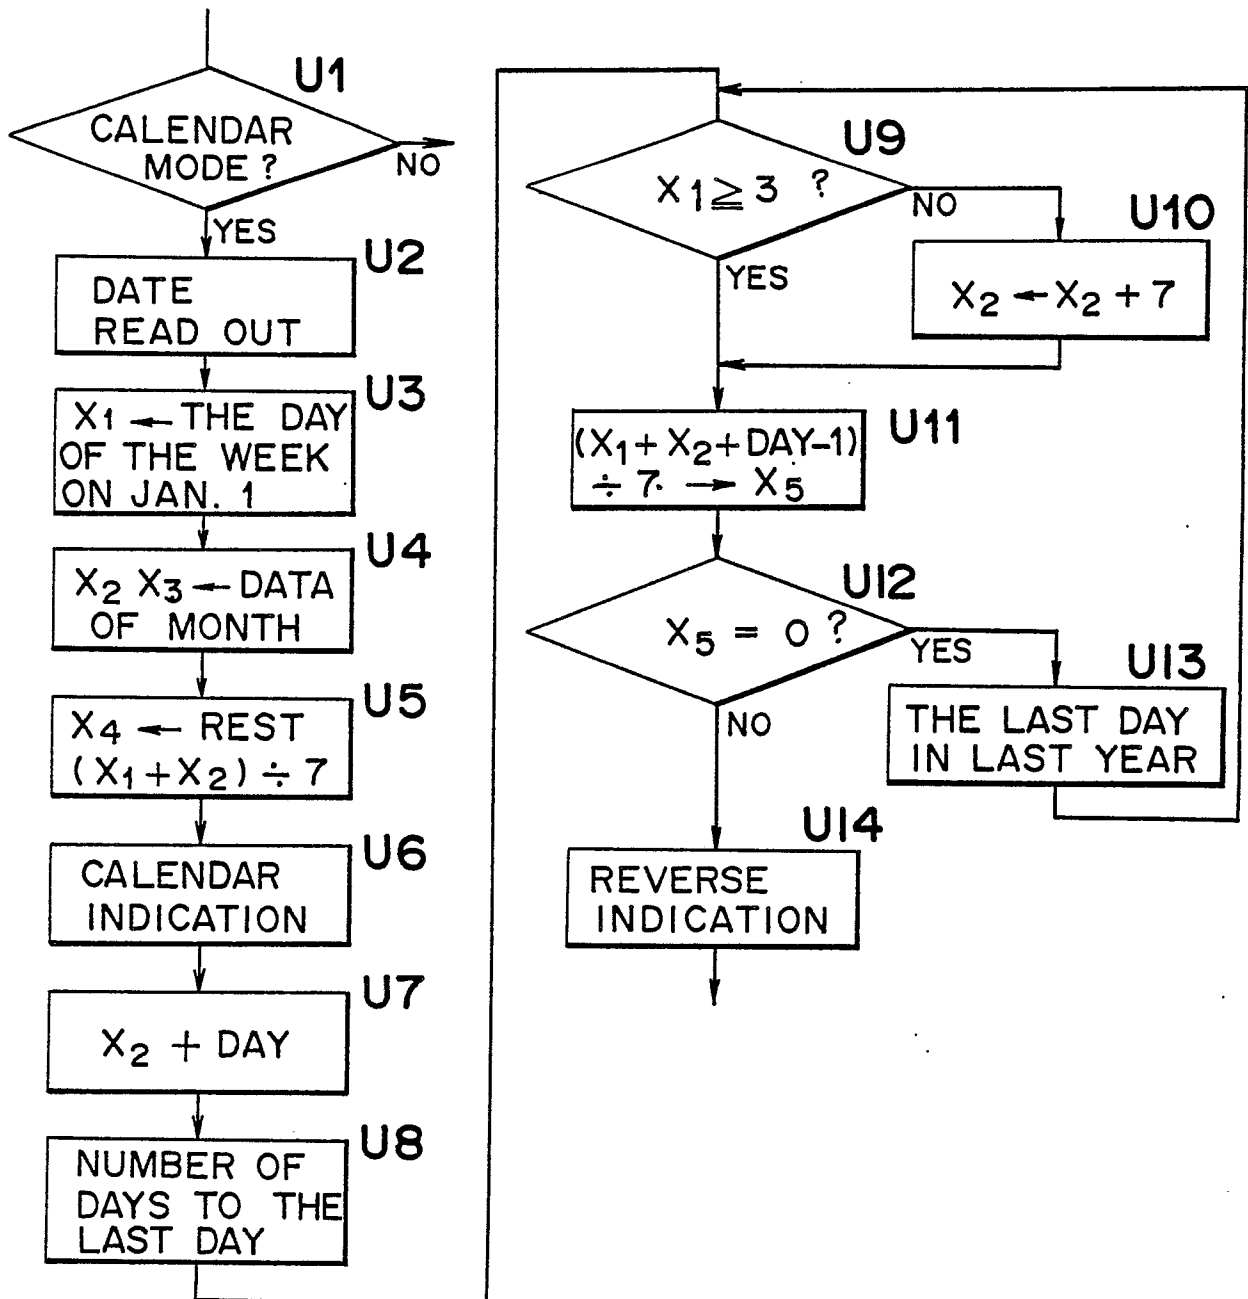 U1
CALENDAR
MODE ?
NO
YES
U2
DATE
READ OUT
U3
X1 ← THE DAY
OF THE WEEK
ON JAN. 1
U4
X2 X3 ← DATA
OF MONTH
U5
X4 ← REST
(X1 + X2) ÷ 7
U6
CALENDAR
INDICATION
U7
X2 + DAY
U8
NUMBER OF
DAYS TO THE
LAST DAY
U9
X1 ≧ 3 ?
NO
YES
U10
X2 ← X2 + 7
U11
(X1 + X2 + DAY-1)
÷ 7. → X5
U12
X5 = 0 ?
YES
NO
U13
THE LAST DAY
IN LAST YEAR
U14
REVERSE
INDICATION